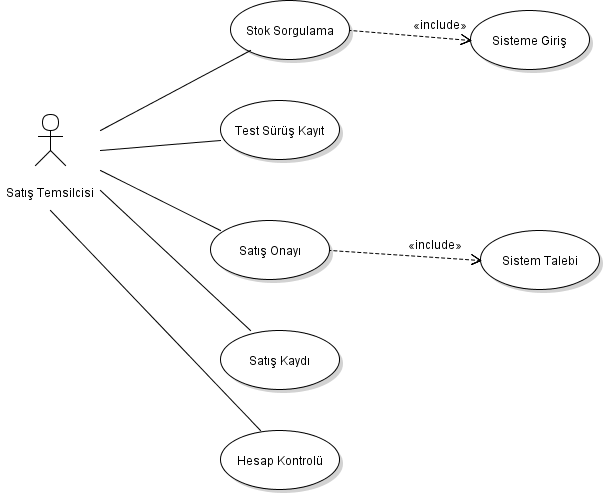 Stok Sorgulama
«include»
Sisteme Giriş
Test Sürüş Kayıt
Satış Temsilcisi
Satış Onayı
«include»
Sistem Talebi
Satış Kaydı
Hesap Kontrolü